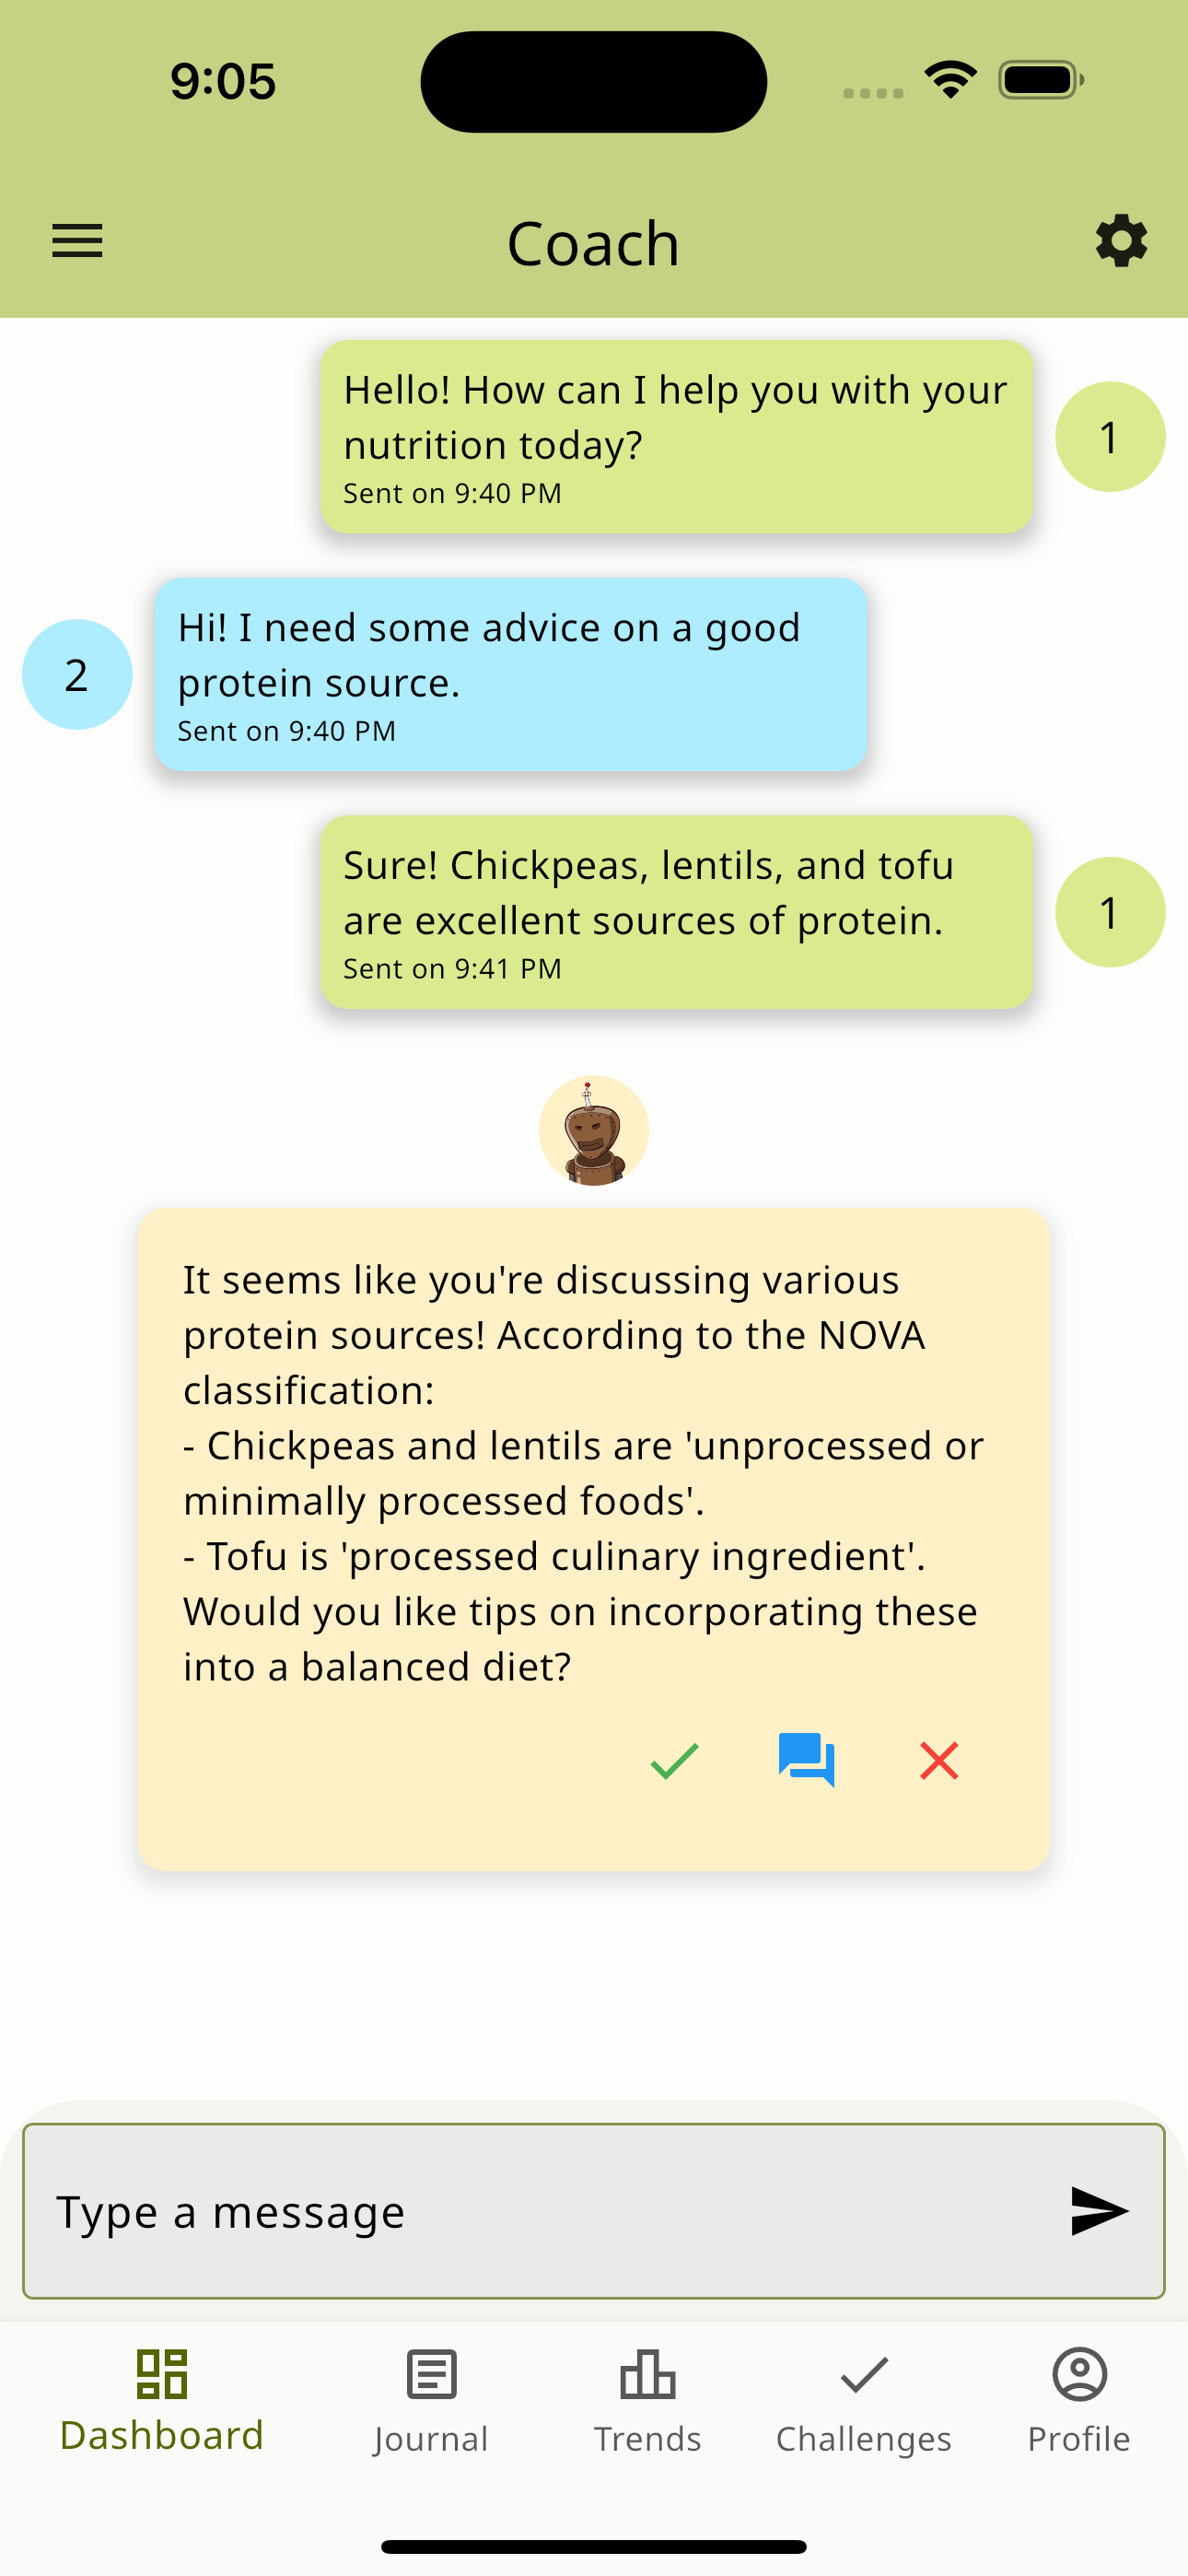 9:05
Coach
Hello! How can I help you with your
nutrition today?
Sent on 9:40 PM
1
2
Hi! I need some advice on a good
protein source.
Sent on 9:40 PM
Sure! Chickpeas, lentils, and tofu
are excellent sources of protein.
Sent on 9:41 PM
1
It seems like you're discussing various
protein sources! According to the NOVA
classification:
- Chickpeas and lentils are 'unprocessed or
minimally processed foods'.
- Tofu is 'processed culinary ingredient'.
Would you like tips on incorporating these
into a balanced diet?
Type a message
Dashboard
Journal
Trends
Challenges
Profile